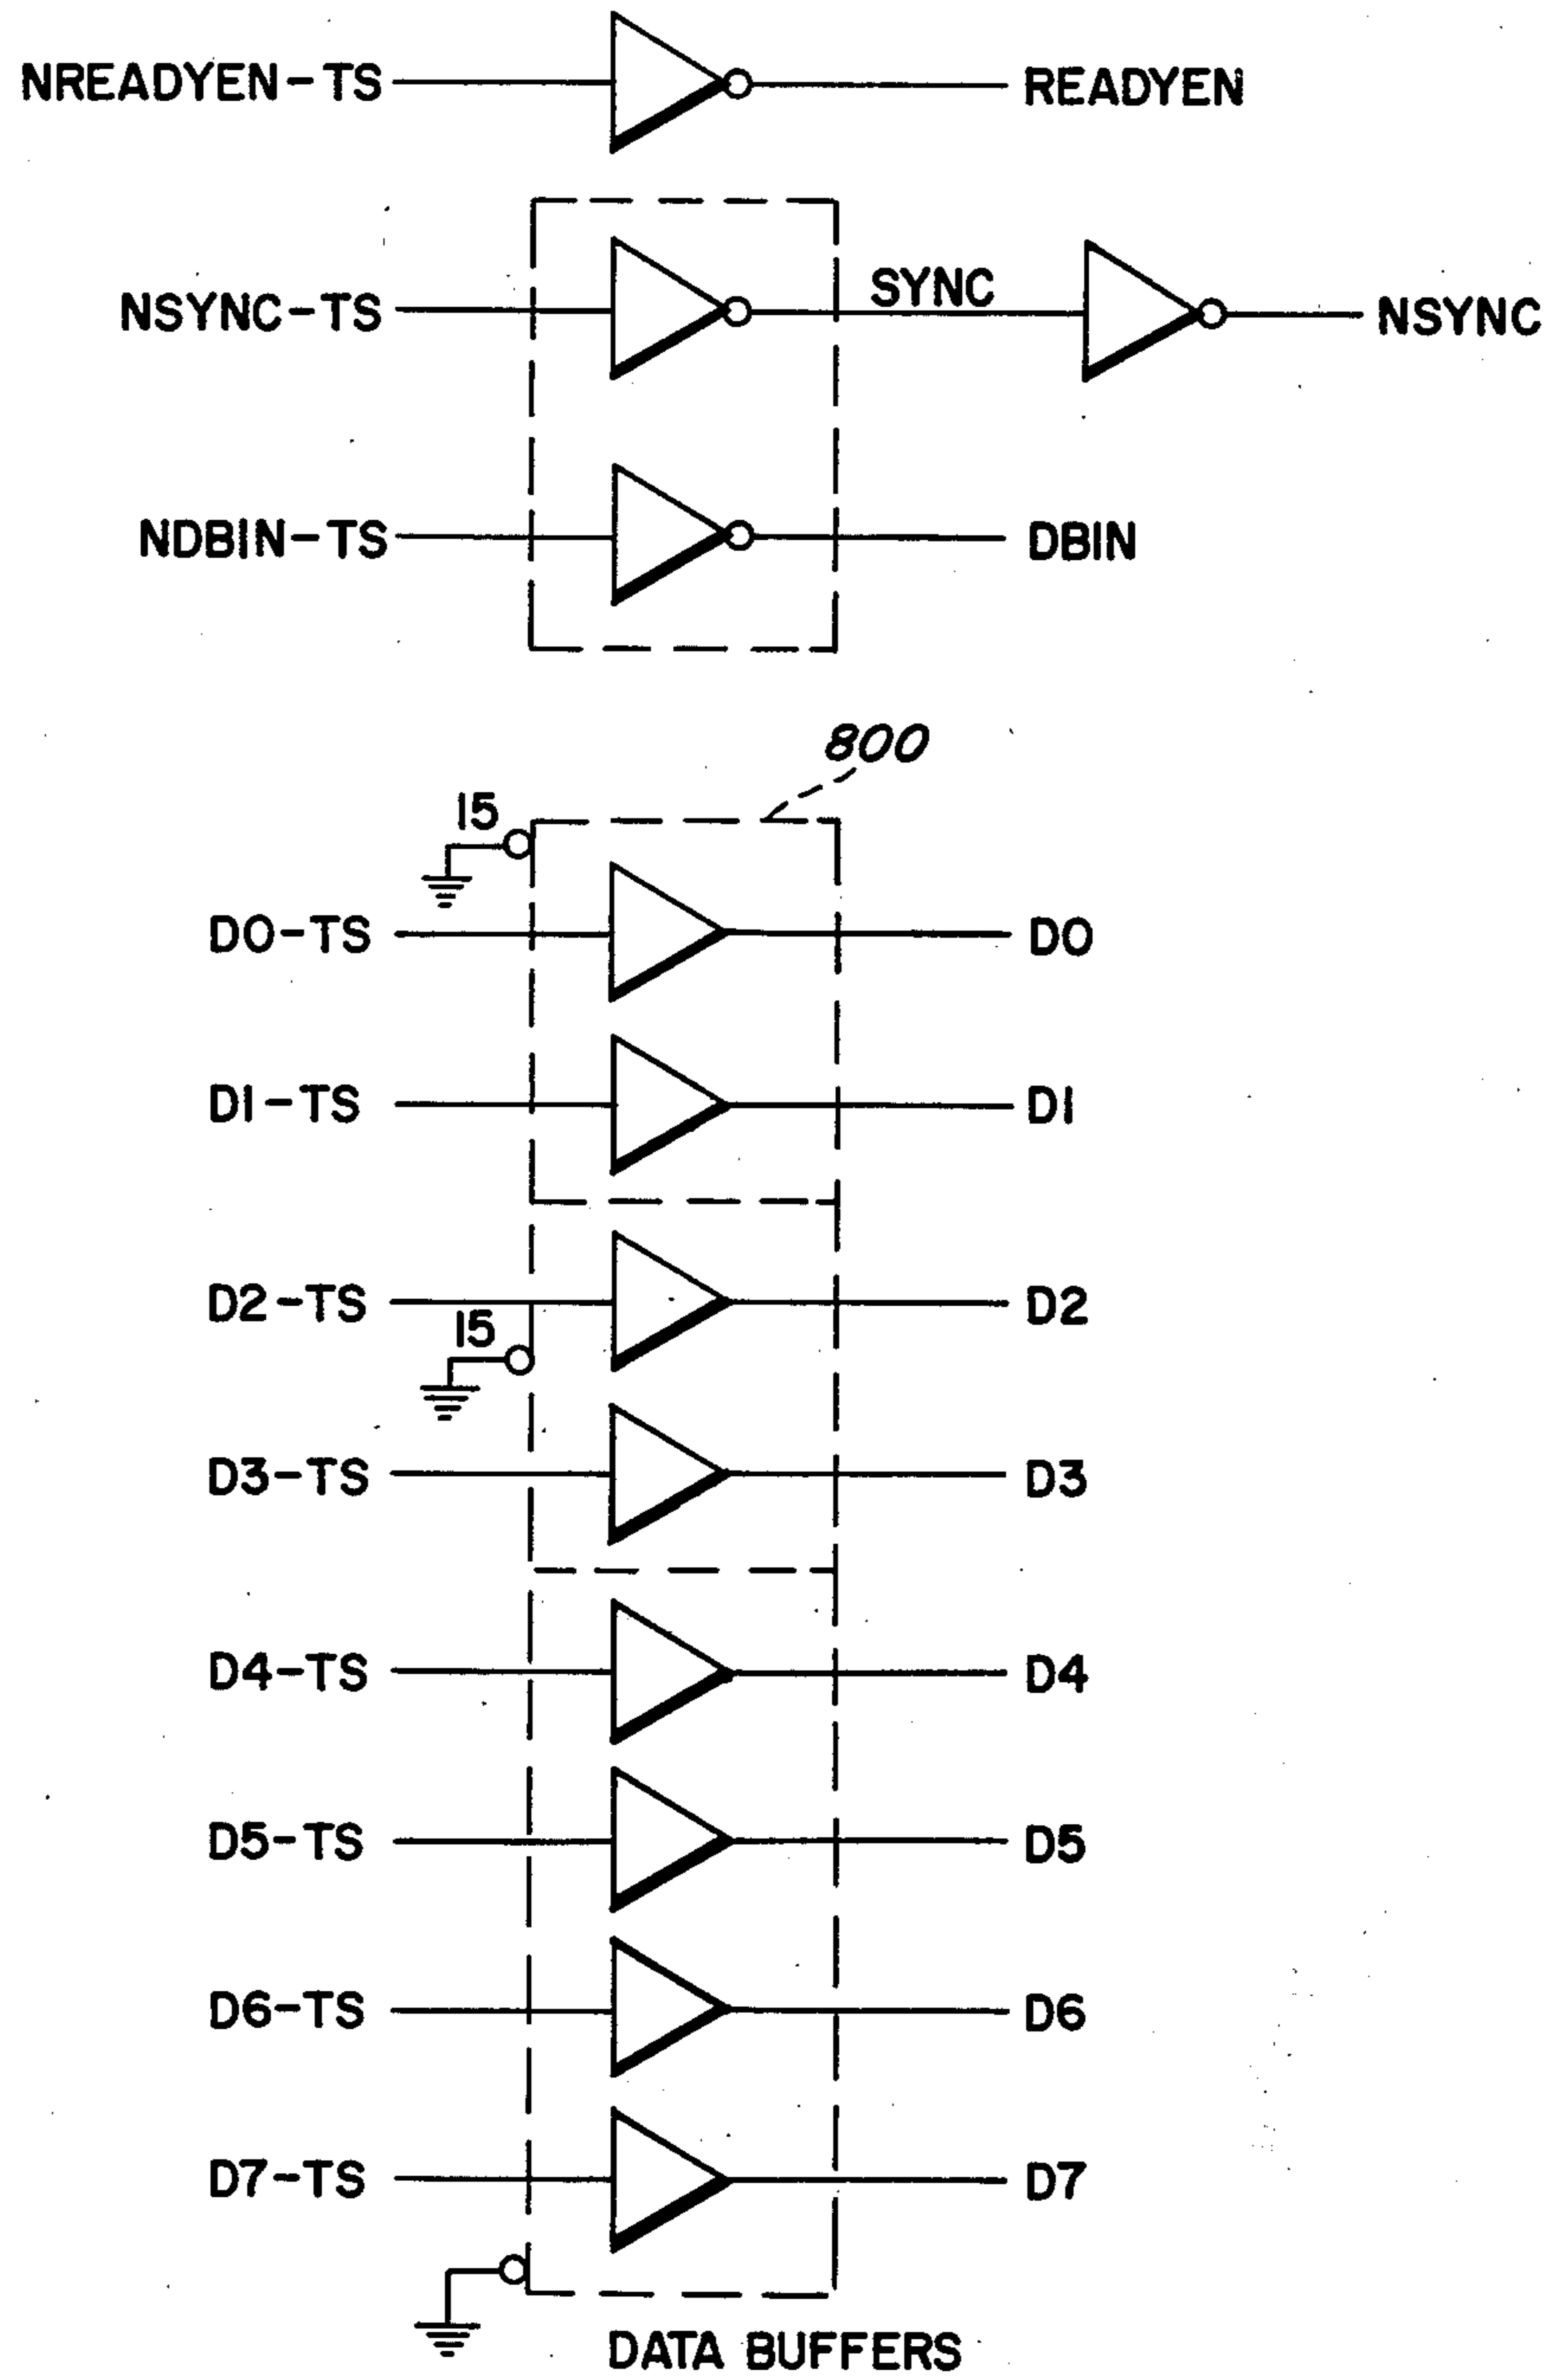 NREADYEN-TS READYEN
NSYNC-TS SYNC NSYNC
NDBIN-TS DBIN
800
15
D0-TS D0
D1-TS D1
D2-TS D2
15
D3-TS D3
D4-TS D4
D5-TS D5
D6-TS D6
D7-TS D7
DATA BUFFERS